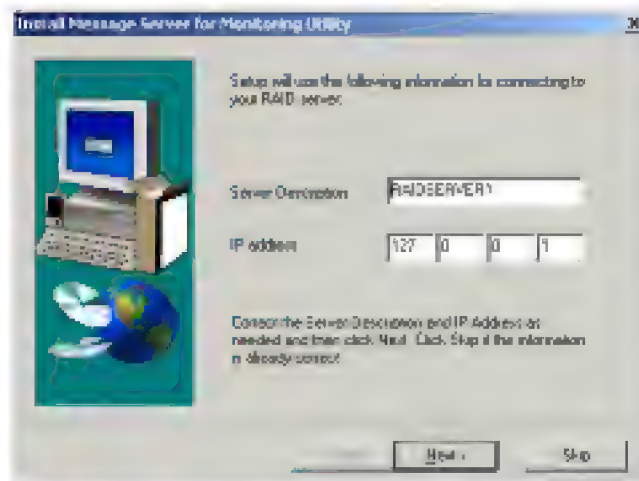 Install Message Server for Monitoring Utility
Setup will use the following information for connecting to
your RAID server:
Server Description RAIDSERVER1
IP address 127 0 0 1
Correct the Server Description and IP Address as
needed and then click Next. Click Skip if the information
is already correct.
Next > Skip